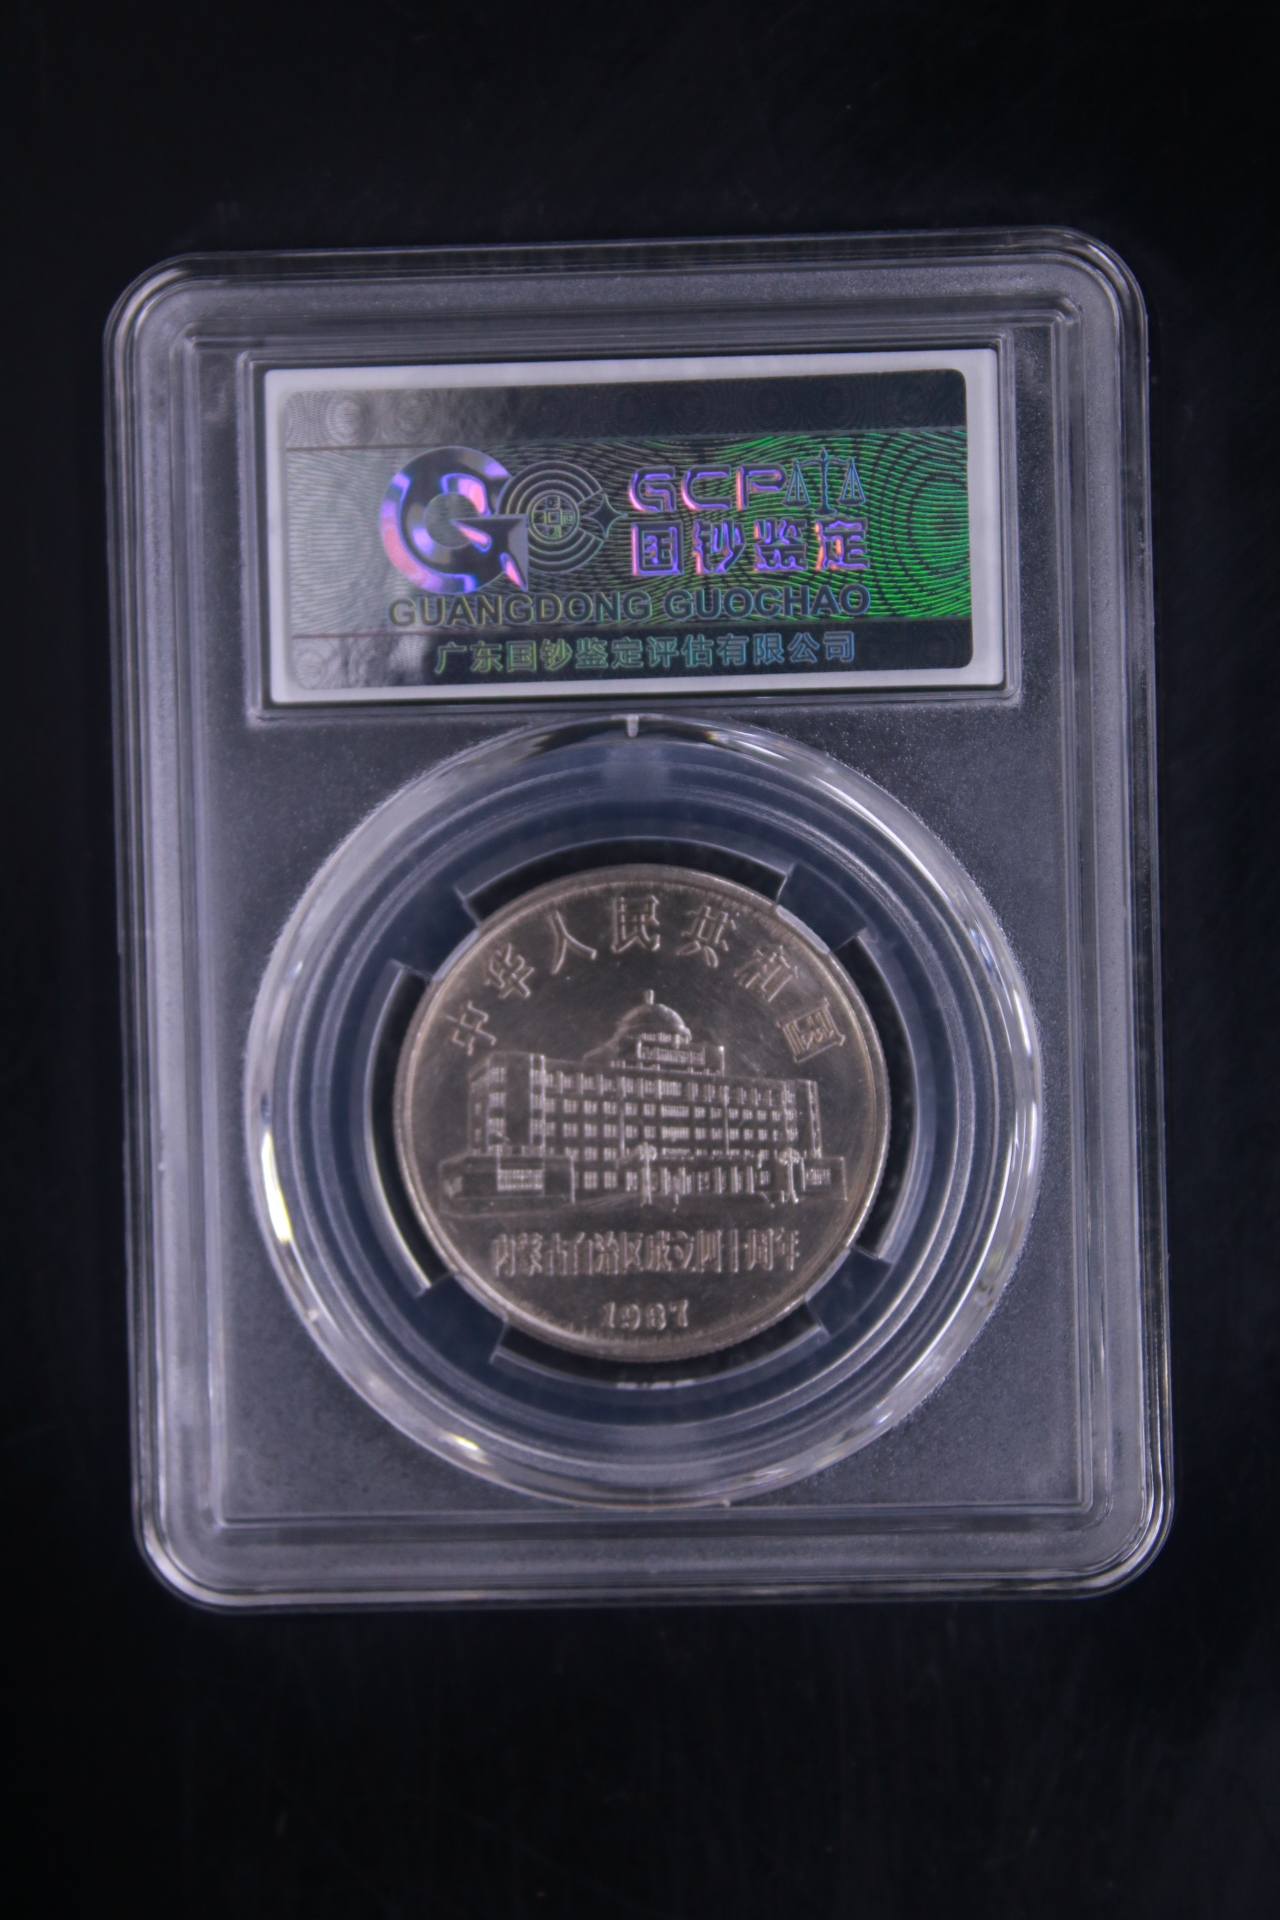 GCPA
国钞鉴定
GUANGDONG GUOCHAO
广东国钞鉴定评估有限公司
中华人民共和国
内蒙古自治区成立四十周年
1987